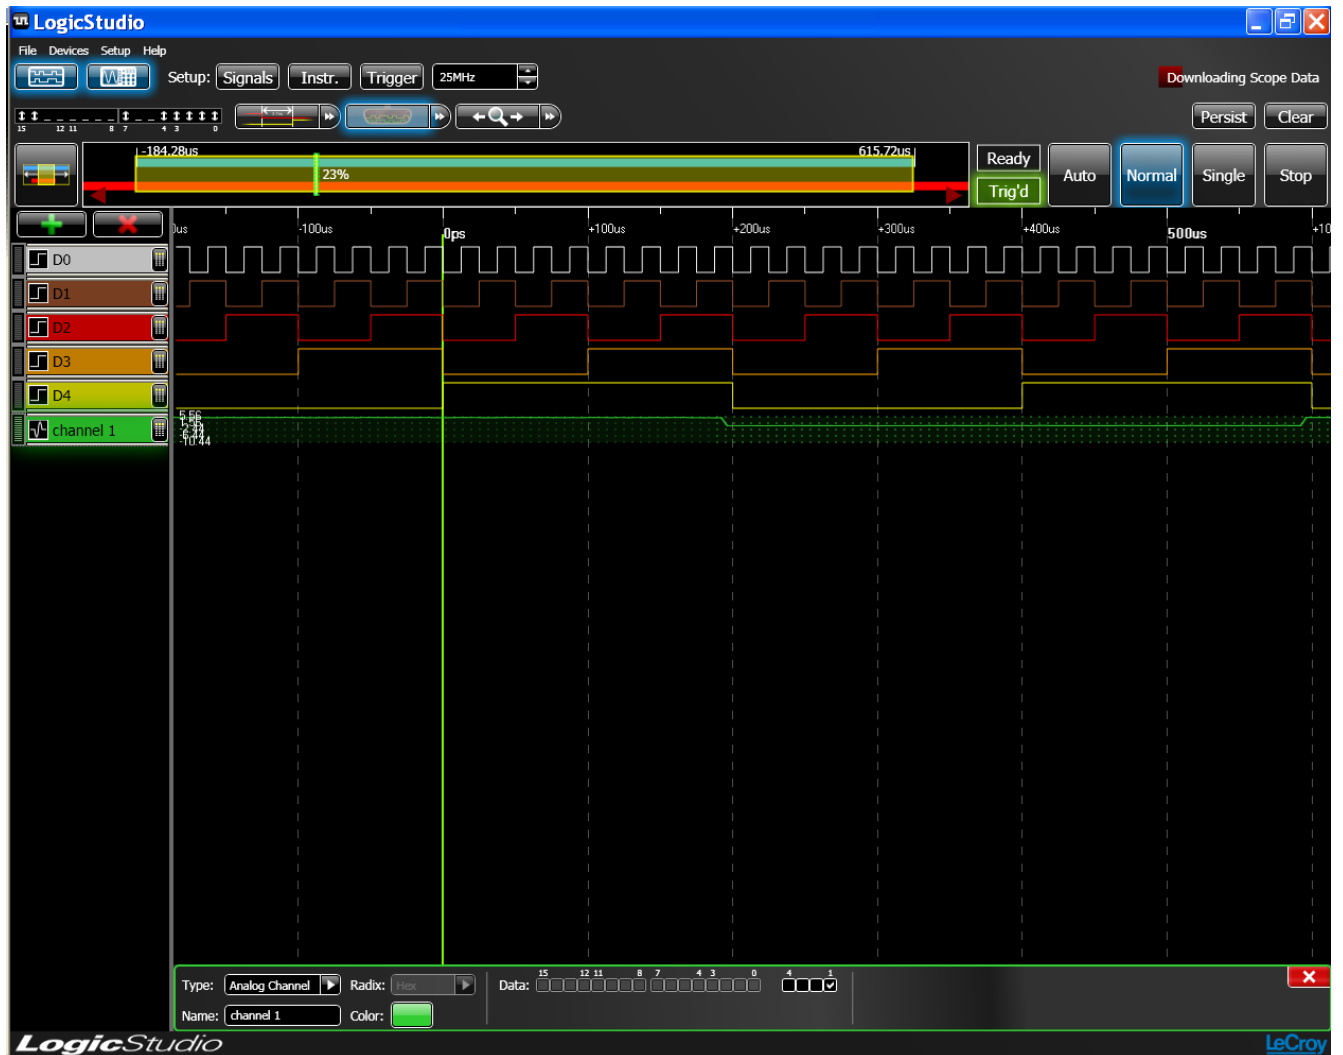 LogicStudio
File Devices Setup Help
Setup: Signals Instr. Trigger 25MHz
Downloading Scope Data
15 12 11 8 7 4 3 0
Persist Clear
-184.28us 615.72us
23%
Ready
Trig'd
Auto Normal Single Stop
0us -100us 0ps +100us +200us +300us +400us 500us +10
D0
D1
D2
D3
D4
5.56
channel 1
-10.44
15 12 11 8 7 4 3 0 4 1
Type: Analog Channel Radix: Hex Data:
Name: channel 1 Color:
LogicStudio
LeCroy